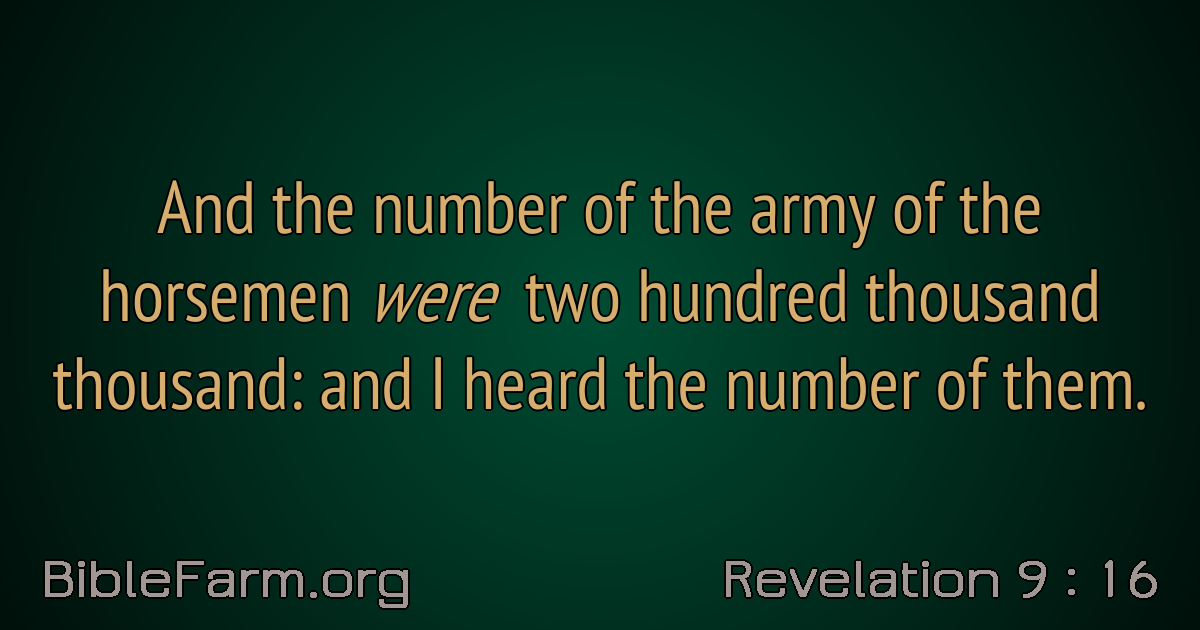 And the number of the army of the
horsemen were two hundred thousand
thousand: and I heard the number of them.
BibleFarm.org
Revelation 9 : 16